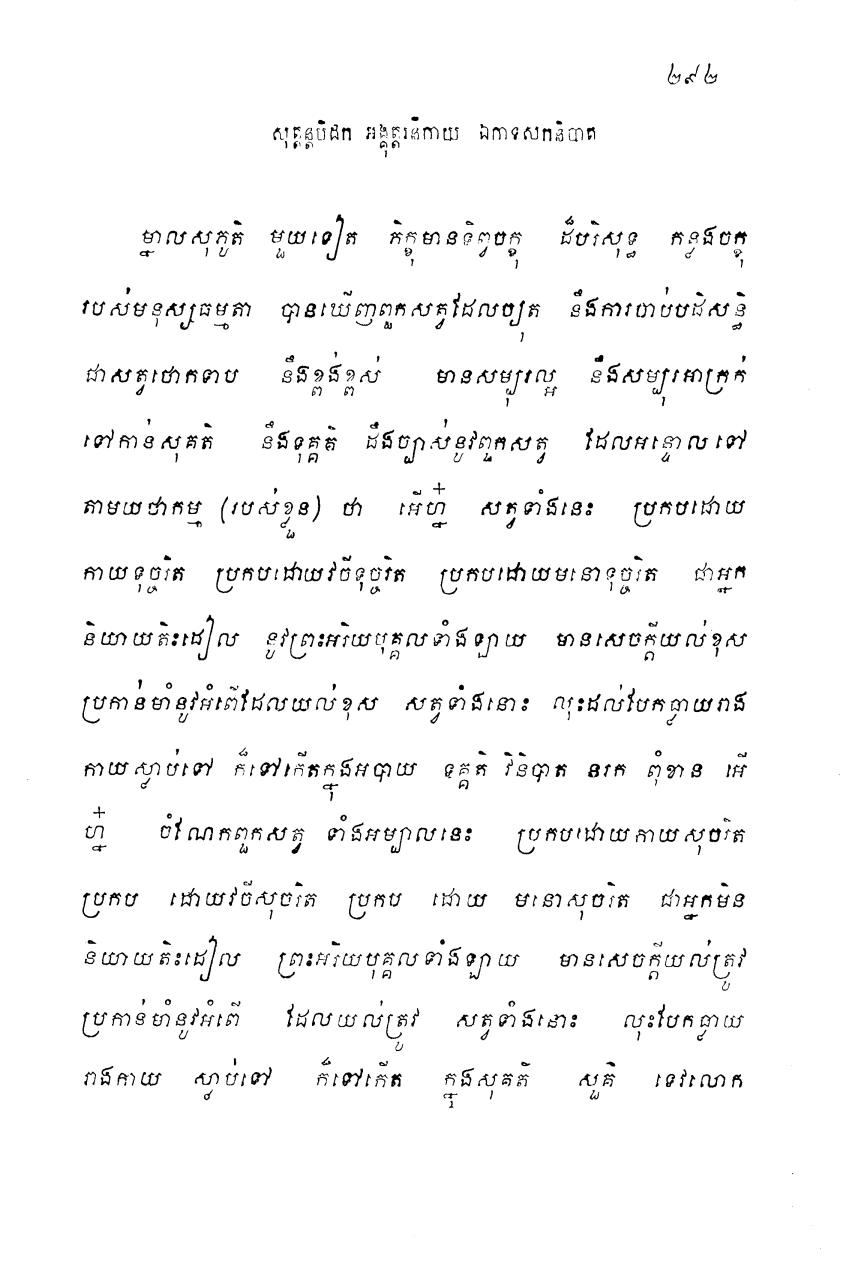 ២៩២
សុត្តន្តបិដក អង្គុត្តរនិកាយ ឯកាទសកនិបាត
ម្នាលសុភូតិ មួយទៀត ភិក្ខុមានទិព្វចក្ខុ ដ៏បរិសុទ្ធ កន្លងចក្ខុ
របស់មនុស្សធម្មតា បានឃើញពួកសត្វដែលច្យុត នឹងការចាប់បដិសន្ធិ
ជាសត្វថោកទាប នឹងខ្ពង់ខ្ពស់ មានសម្បុរល្អ នឹងសម្បុរអាក្រក់
ទៅកាន់សុគតិ នឹងទុគ្គតិ ដឹងច្បាស់នូវពួកសត្វ ដែលអន្ទោលទៅ
តាមយថាកម្ម (របស់ខ្លួន) ថា អើហ្ន៎ សត្វទាំងនេះ ប្រកបដោយ
កាយទុច្ចរិត ប្រកបដោយវចីទុច្ចរិត ប្រកបដោយមនោទុច្ចរិត ជាអ្នក
និយាយតិះដៀល នូវព្រះអរិយបុគ្គលទាំងឡាយ មានសេចក្តីយល់ខុស
ប្រកាន់មាំនូវអំពើដែលយល់ខុស សត្វទាំងនោះ លុះដល់បែកធ្លាយរាង
កាយស្លាប់ទៅ ក៏ទៅកើតក្នុងអបាយ ទុគ្គតិ វិនិបាត នរក ពុំខាន អើ
ហ្ន៎ ចំណែកពួកសត្វ ទាំងអម្បាលនេះ ប្រកបដោយកាយសុចរិត
ប្រកប ដោយវចីសុចរិត ប្រកប ដោយ មនោសុចរិត ជាអ្នកមិន
និយាយតិះដៀល ព្រះអរិយបុគ្គលទាំងឡាយ មានសេចក្តីយល់ត្រូវ
ប្រកាន់មាំនូវអំពើ ដែលយល់ត្រូវ សត្វទាំងនោះ លុះបែកធ្លាយ
រាងកាយ ស្លាប់ទៅ ក៏ទៅកើត ក្នុងសុគតិ សួគ៌ ទេវលោក